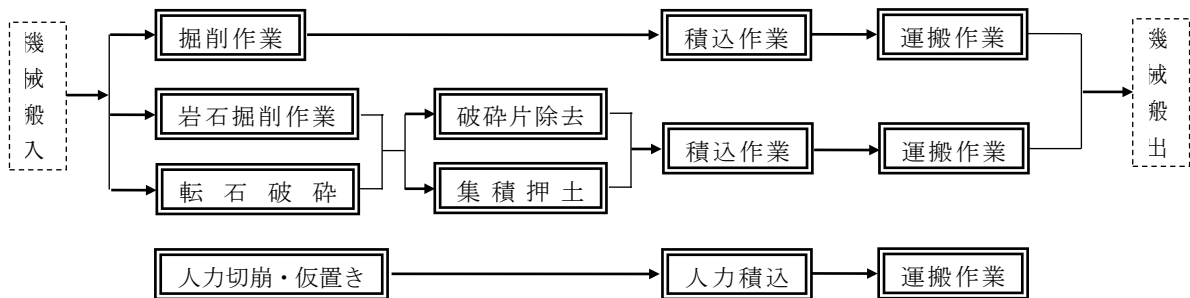 機械搬入
掘削作業
積込作業
運搬作業
機械搬出
岩石掘削作業
破砕片除去
積込作業
運搬作業
転石破砕
集積押土
人力切崩・仮置き
人力積込
運搬作業